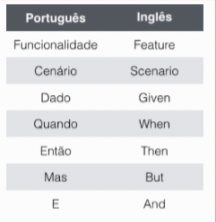 Português Inglês
Funcionalidade Feature
Cenário Scenario
Dado Given
Quando When
Então Then
Mas But
E And